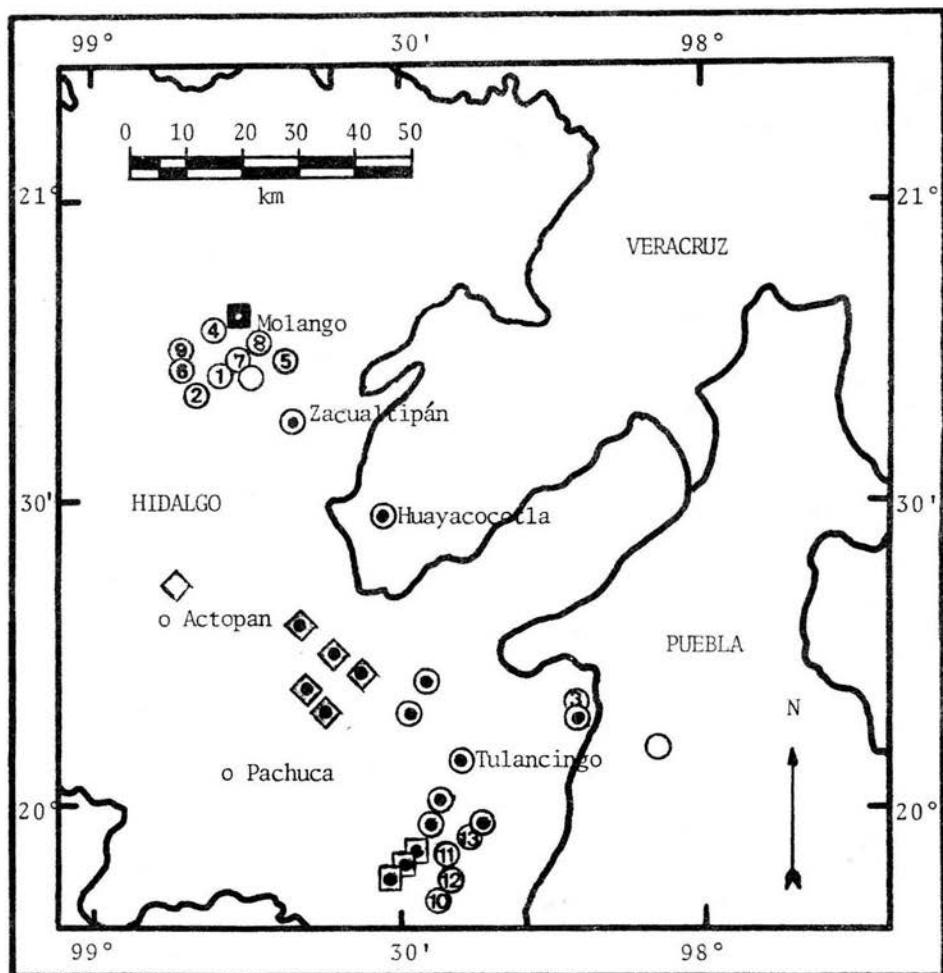 99° 30' 98°
0 10 20 30 40 50
km
21° 21°
VERACRUZ
Molango
4
8
9 7 5
6 1
2
Zacualtipán
30' HIDALGO 30'
Huayacocotla
Actopan
PUEBLA
3
N
Tulancingo
Pachuca
20° 20°
13
11
12
10
99° 30' 98°